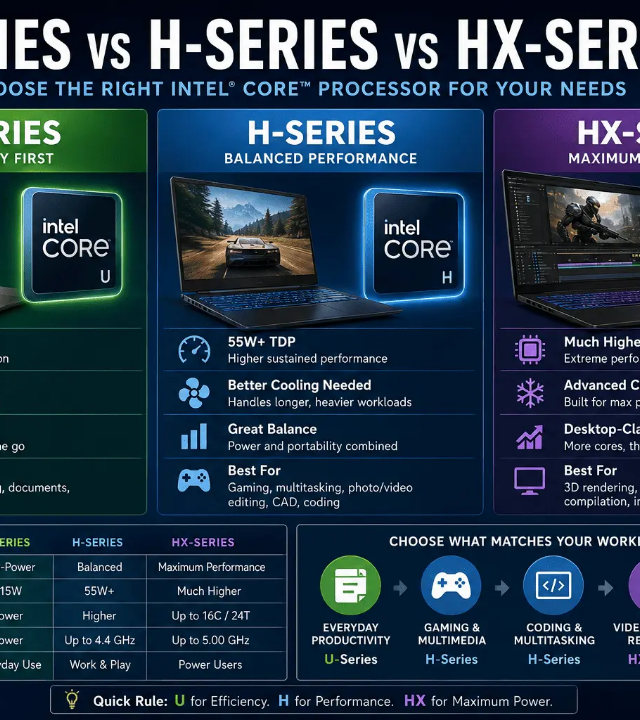 IES VS H-SERIES VS HX-SER
OOSE THE RIGHT INTEL® CORE™ PROCESSOR FOR YOUR NEEDS
RIES
Y FIRST
intel
CORE
U
on
e go
g, documents,
H-SERIES
BALANCED PERFORMANCE
intel
CORE
H
55W+ TDP
Higher sustained performance
Better Cooling Needed
Handles longer, heavier workloads
Great Balance
Power and portability combined
Best For
Gaming, multitasking, photo/video
editing, CAD, coding
HX-S
MAXIMUM
Much Highe
Extreme perfo
Advanced C
Built for max p
Desktop-Cla
More cores, th
Best For
3D rendering,
compilation, in
ERIES H-SERIES HX-SERIES
-Power Balanced Maximum Performance
15W 55W+ Much Higher
ower Higher Up to 16C / 24T
ower Up to 4.4 GHz Up to 5.00 GHz
yday Use Work & Play Power Users
CHOOSE WHAT MATCHES YOUR WORK
EVERYDAY
PRODUCTIVITY
U-Series
GAMING &
MULTIMEDIA
H-Series
</>
CODING &
MULTITASKING
H-Series
VIDE
RE
HX
Quick Rule: U for Efficiency. H for Performance. HX for Maximum Power.